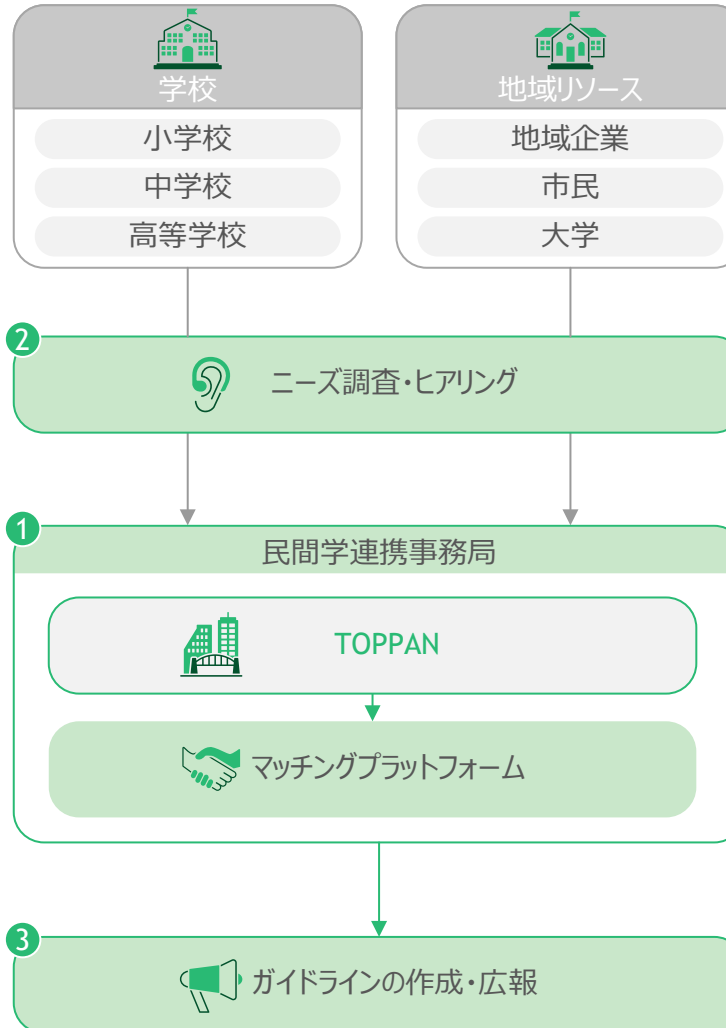 学校
小学校
中学校
高等学校
地域リソース
地域企業
市民
大学
2
ニーズ調査・ヒアリング
1
民間学連携事務局
TOPPAN
マッチングプラットフォーム
3
ガイドラインの作成・広報